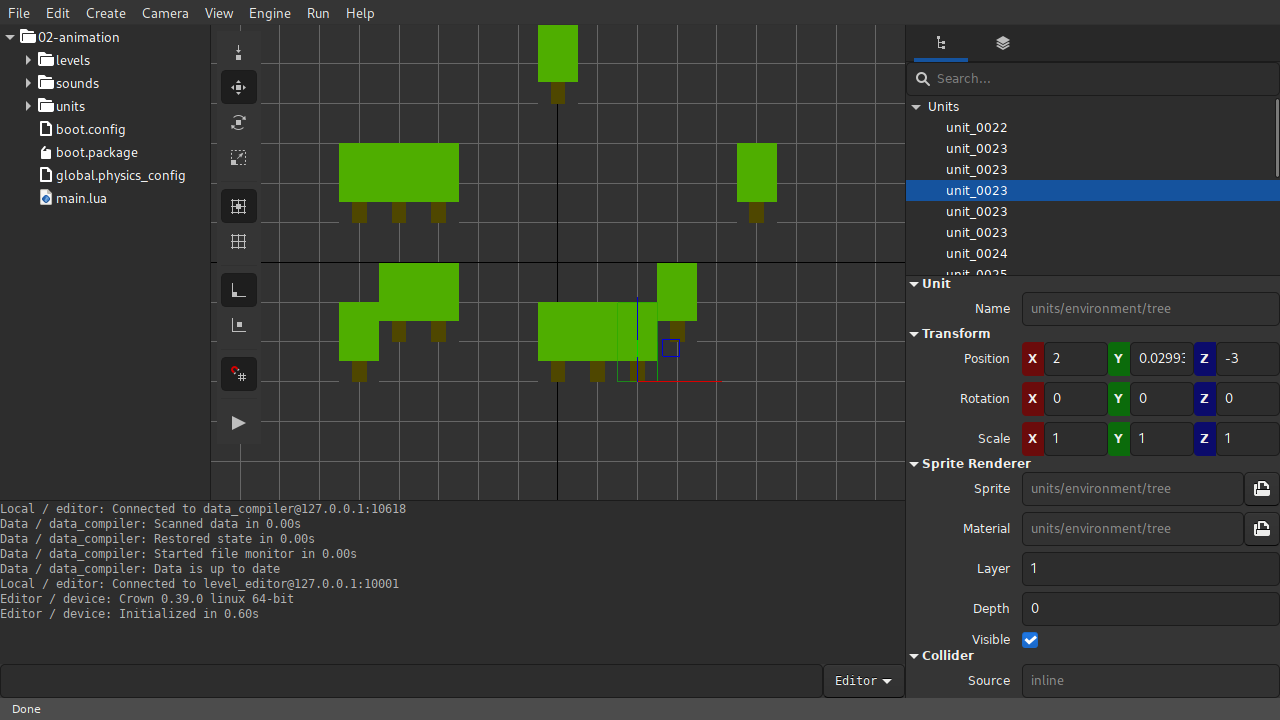 File Edit Create Camera View Engine Run Help
02-animation
levels
sounds
units
boot.config
boot.package
global.physics_config
main.lua
Search...
Units
unit_0022
unit_0023
unit_0023
unit_0023
unit_0023
unit_0023
unit_0024
unit_0025
Unit
Name units/environment/tree
Transform
Position X 2 Y 0.02993 Z -3
Rotation X 0 Y 0 Z 0
Scale X 1 Y 1 Z 1
Sprite Renderer
Sprite units/environment/tree
Material units/environment/tree
Layer 1
Depth 0
Visible
Collider
Source inline
Local / editor: Connected to data_compiler@127.0.0.1:10618
Data / data_compiler: Scanned data in 0.00s
Data / data_compiler: Restored state in 0.00s
Data / data_compiler: Started file monitor in 0.00s
Data / data_compiler: Data is up to date
Local / editor: Connected to level_editor@127.0.0.1:10001
Editor / device: Crown 0.39.0 linux 64-bit
Editor / device: Initialized in 0.60s
Editor
Done